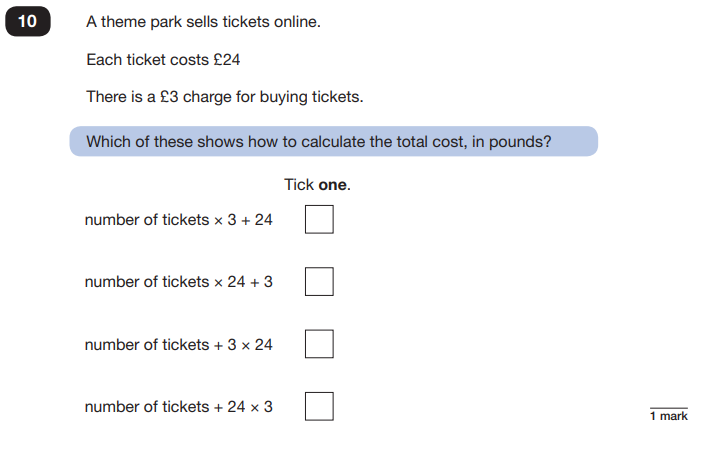 10
A theme park sells tickets online.
Each ticket costs £24
There is a £3 charge for buying tickets.
Which of these shows how to calculate the total cost, in pounds?
Tick one.
number of tickets × 3 + 24
number of tickets × 24 + 3
number of tickets + 3 × 24
number of tickets + 24 × 3
1 mark